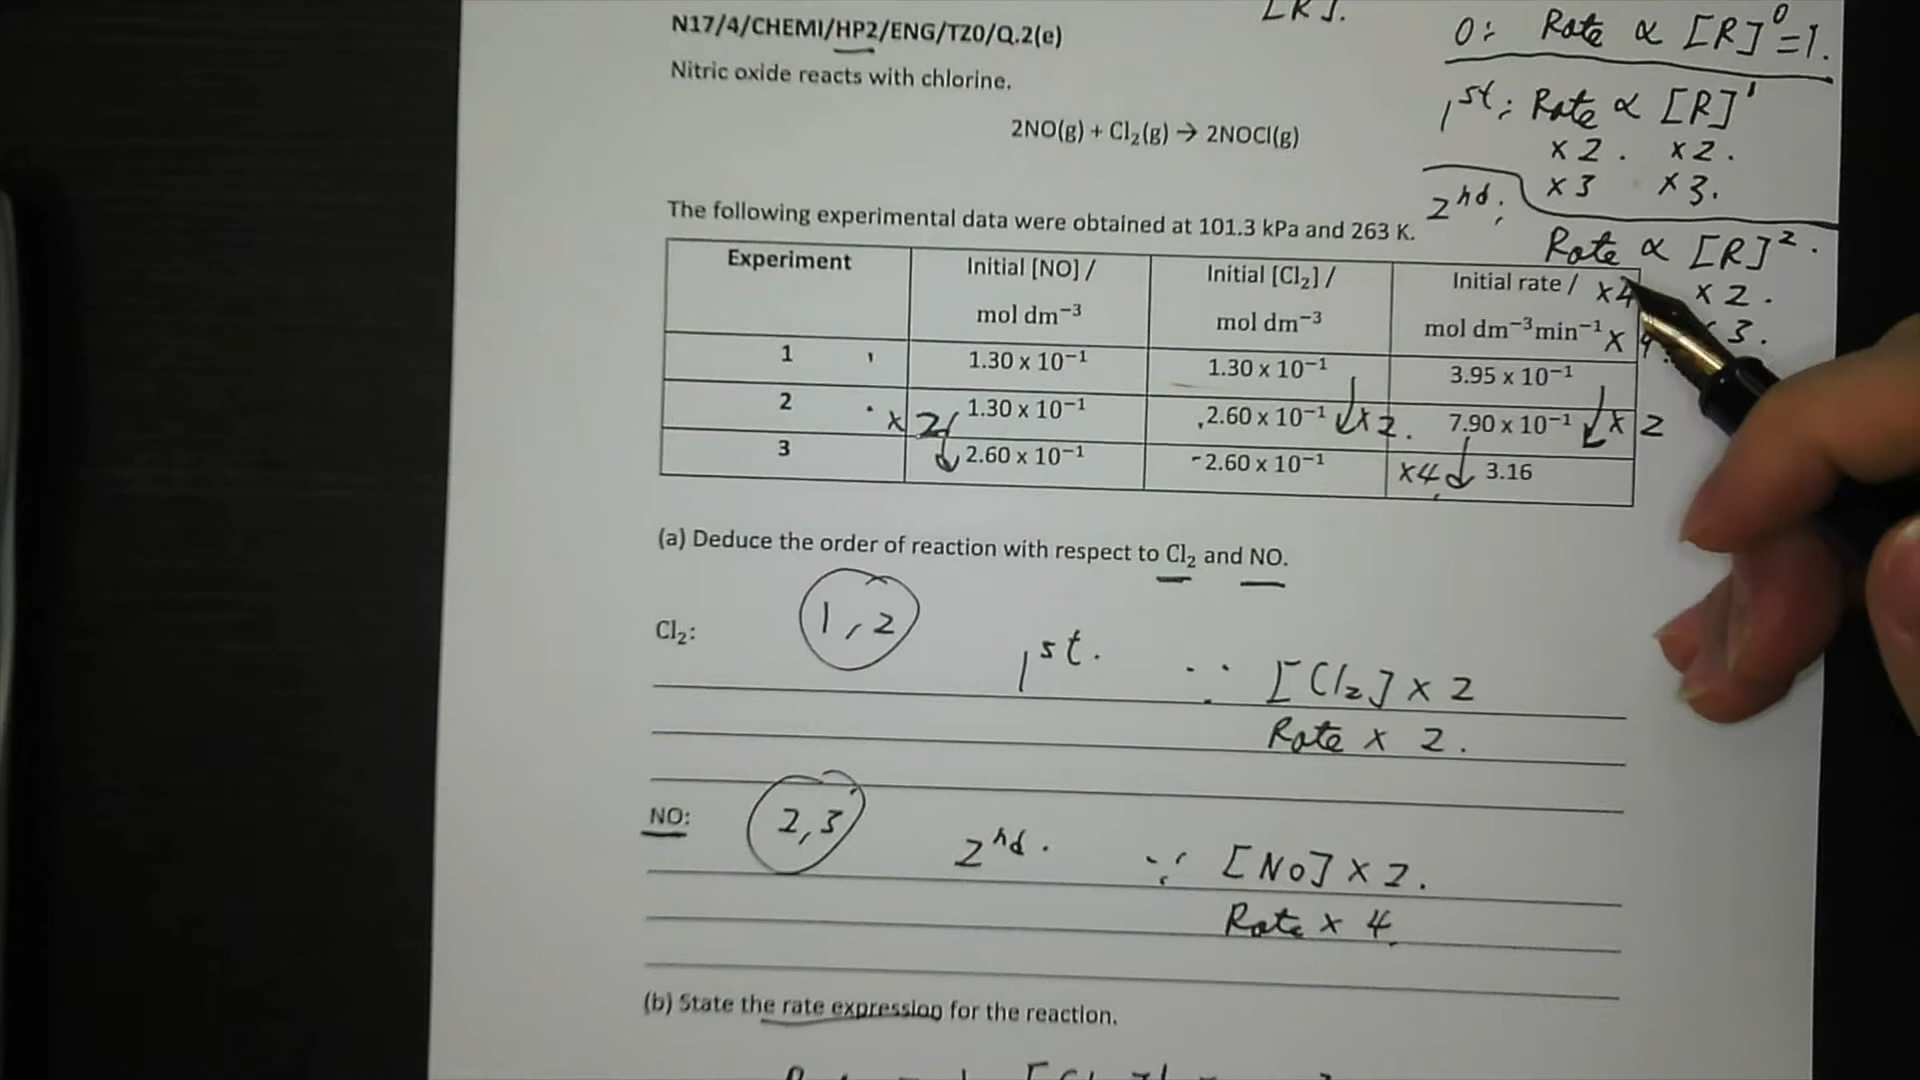 [R].
N17/4/CHEMI/HP2/ENG/TZ0/Q.2(e)
Nitric oxide reacts with chlorine.
2NO(g) + Cl₂(g) → 2NOCl(g)
0: Rate ∝ [R]⁰ = 1.
1st: Rate ∝ [R]¹
×2. ×2.
×3 ×3.
2nd:
Rate ∝ [R]².
×4 ×2.
×9. 3.
The following experimental data were obtained at 101.3 kPa and 263 K.
Experiment Initial [NO] / mol dm⁻³ Initial [Cl₂] / mol dm⁻³ Initial rate / mol dm⁻³min⁻¹
1 1.30 x 10⁻¹ 1.30 x 10⁻¹ 3.95 x 10⁻¹
2 1.30 x 10⁻¹ 2.60 x 10⁻¹ 7.90 x 10⁻¹
×2 ↓ ↓×2. ↓×2
3 2.60 x 10⁻¹ 2.60 x 10⁻¹ ×4↓ 3.16
(a) Deduce the order of reaction with respect to Cl₂ and NO.
Cl₂: 1, 2 1st. ∵ [Cl₂] × 2
Rate × 2.
NO: 2,3 2nd. ∵ [NO] × 2.
Rate × 4.
(b) State the rate expression for the reaction.